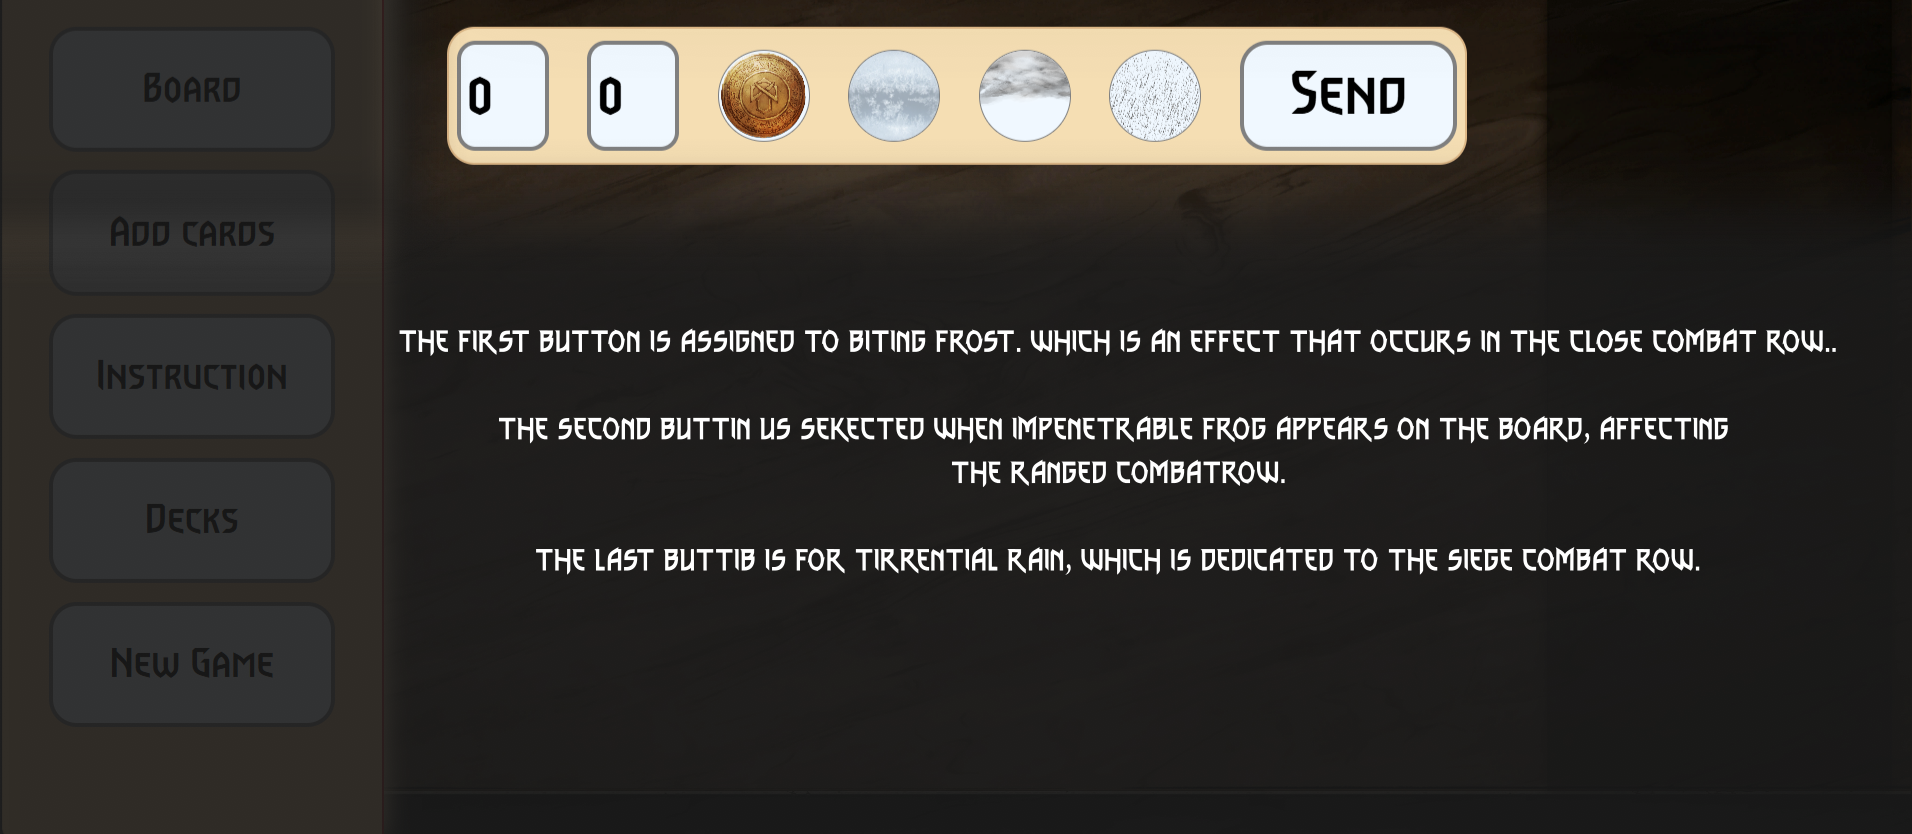 Board
Add cards
Instruction
Decks
New Game
0
0
Send
The first button is assigned to Biting Frost. Which is an effect that occurs in the close combat row..
The second buttin us sekected when Impenetrable Frog appears on the board, affecting
the ranged combatrow.
The last buttib is for Tirrential Rain, which is dedicated to the siege combat row.